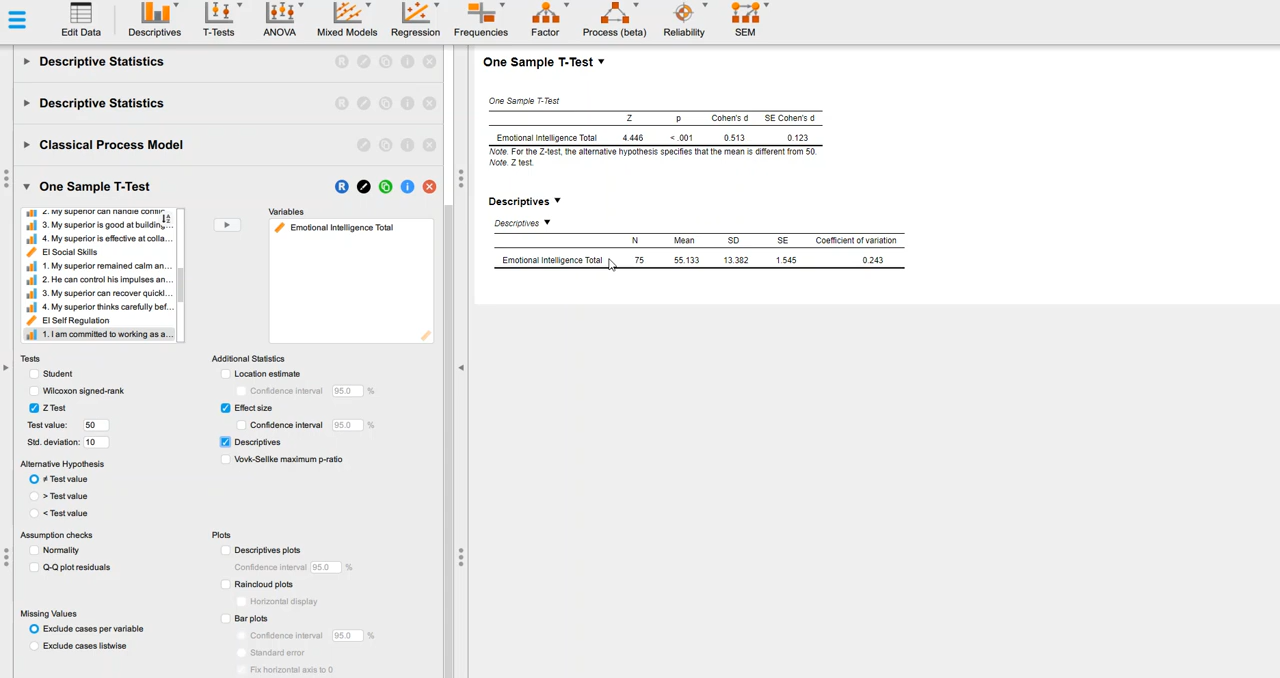 Edit Data
Descriptives
T-Tests
ANOVA
Mixed Models
Regression
Frequencies
Factor
Process (beta)
Reliability
SEM
Descriptive Statistics
R
Descriptive Statistics
R
Classical Process Model
One Sample T-Test
R
2. My superior can handle
3. My superior is good at building
4. My superior is effective at colla...
EI Social Skills
1. My superior remained calm an...
2. He can control his impulses an...
3. My superior can recover quickl...
4. My superior thinks carefully bef...
EI Self Regulation
1. I am committed to working as a...
Variables
Emotional Intelligence Total
Tests
Student
Wilcoxon signed-rank
Z Test
Test value: 50
Std. deviation: 10
Alternative Hypothesis
≠ Test value
> Test value
< Test value
Assumption checks
Normality
Q-Q plot residuals
Missing Values
Exclude cases per variable
Exclude cases listwise
Additional Statistics
Location estimate
Confidence interval 95.0 %
Effect size
Confidence interval 95.0 %
Descriptives
Vovk-Sellke maximum p-ratio
Plots
Descriptives plots
Confidence interval 95.0 %
Raincloud plots
Horizontal display
Bar plots
Confidence interval 95.0 %
Standard error
Fix horizontal axis to 0
One Sample T-Test
One Sample T-Test
Z p Cohen's d SE Cohen's d
Emotional Intelligence Total 4.446 < .001 0.513 0.123
Note. For the Z-test, the alternative hypothesis specifies that the mean is different from 50.
Note. Z test.
Descriptives
Descriptives
N Mean SD SE Coefficient of variation
Emotional Intelligence Total 75 55.133 13.382 1.545 0.243